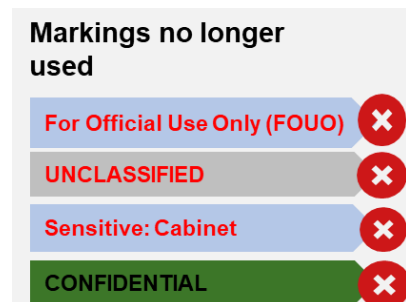 Markings no longer
used
For Official Use Only (FOUO)
UNCLASSIFIED
Sensitive: Cabinet
CONFIDENTIAL